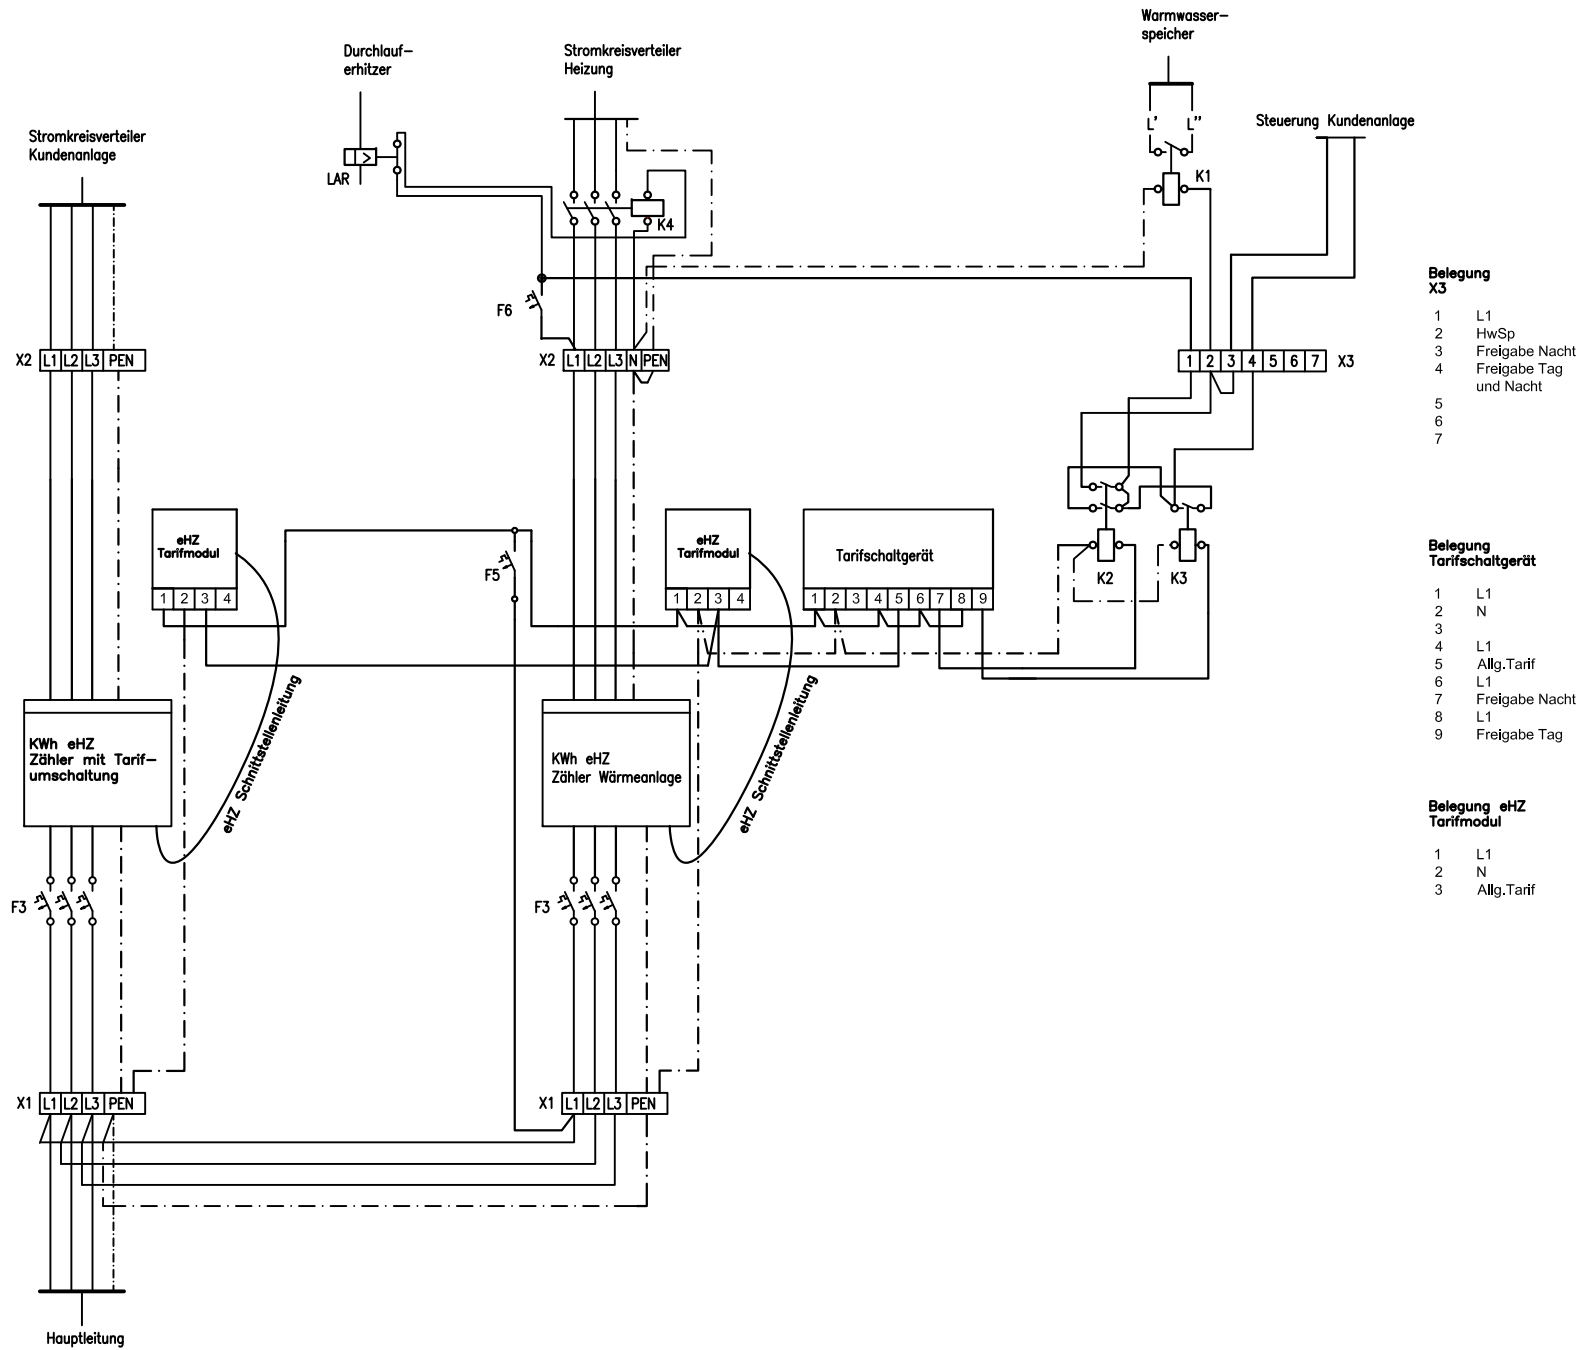 Warmwasser-
speicher
Durchlauf-
erhitzer
Stromkreisverteiler
Heizung
Stromkreisverteiler
Kundenanlage
L' L''
Steuerung Kundenanlage
LAR
K1
K4
F6
X2 L1 L2 L3 PEN
X2 L1 L2 L3 N PEN
1 2 3 4 5 6 7 X3
Belegung
X3
1 L1
2 HwSp
3 Freigabe Nacht
4 Freigabe Tag
und Nacht
5
6
7
eHZ
Tarifmodul
1 2 3 4
F5
eHZ
Tarifmodul
1 2 3 4
Tarifschaltgerät
1 2 3 4 5 6 7 8 9
K2 K3
Belegung
Tarifschaltgerät
1 L1
2 N
3
4 L1
5 Allg.Tarif
6 L1
7 Freigabe Nacht
8 L1
9 Freigabe Tag
KWh eHZ
Zähler mit Tarif-
umschaltung
eHZ Schnittstellenleitung
KWh eHZ
Zähler Wärmeanlage
eHZ Schnittstellenleitung
Belegung eHZ
Tarifmodul
1 L1
2 N
3 Allg.Tarif
F3
F3
X1 L1 L2 L3 PEN
X1 L1 L2 L3 PEN
Hauptleitung